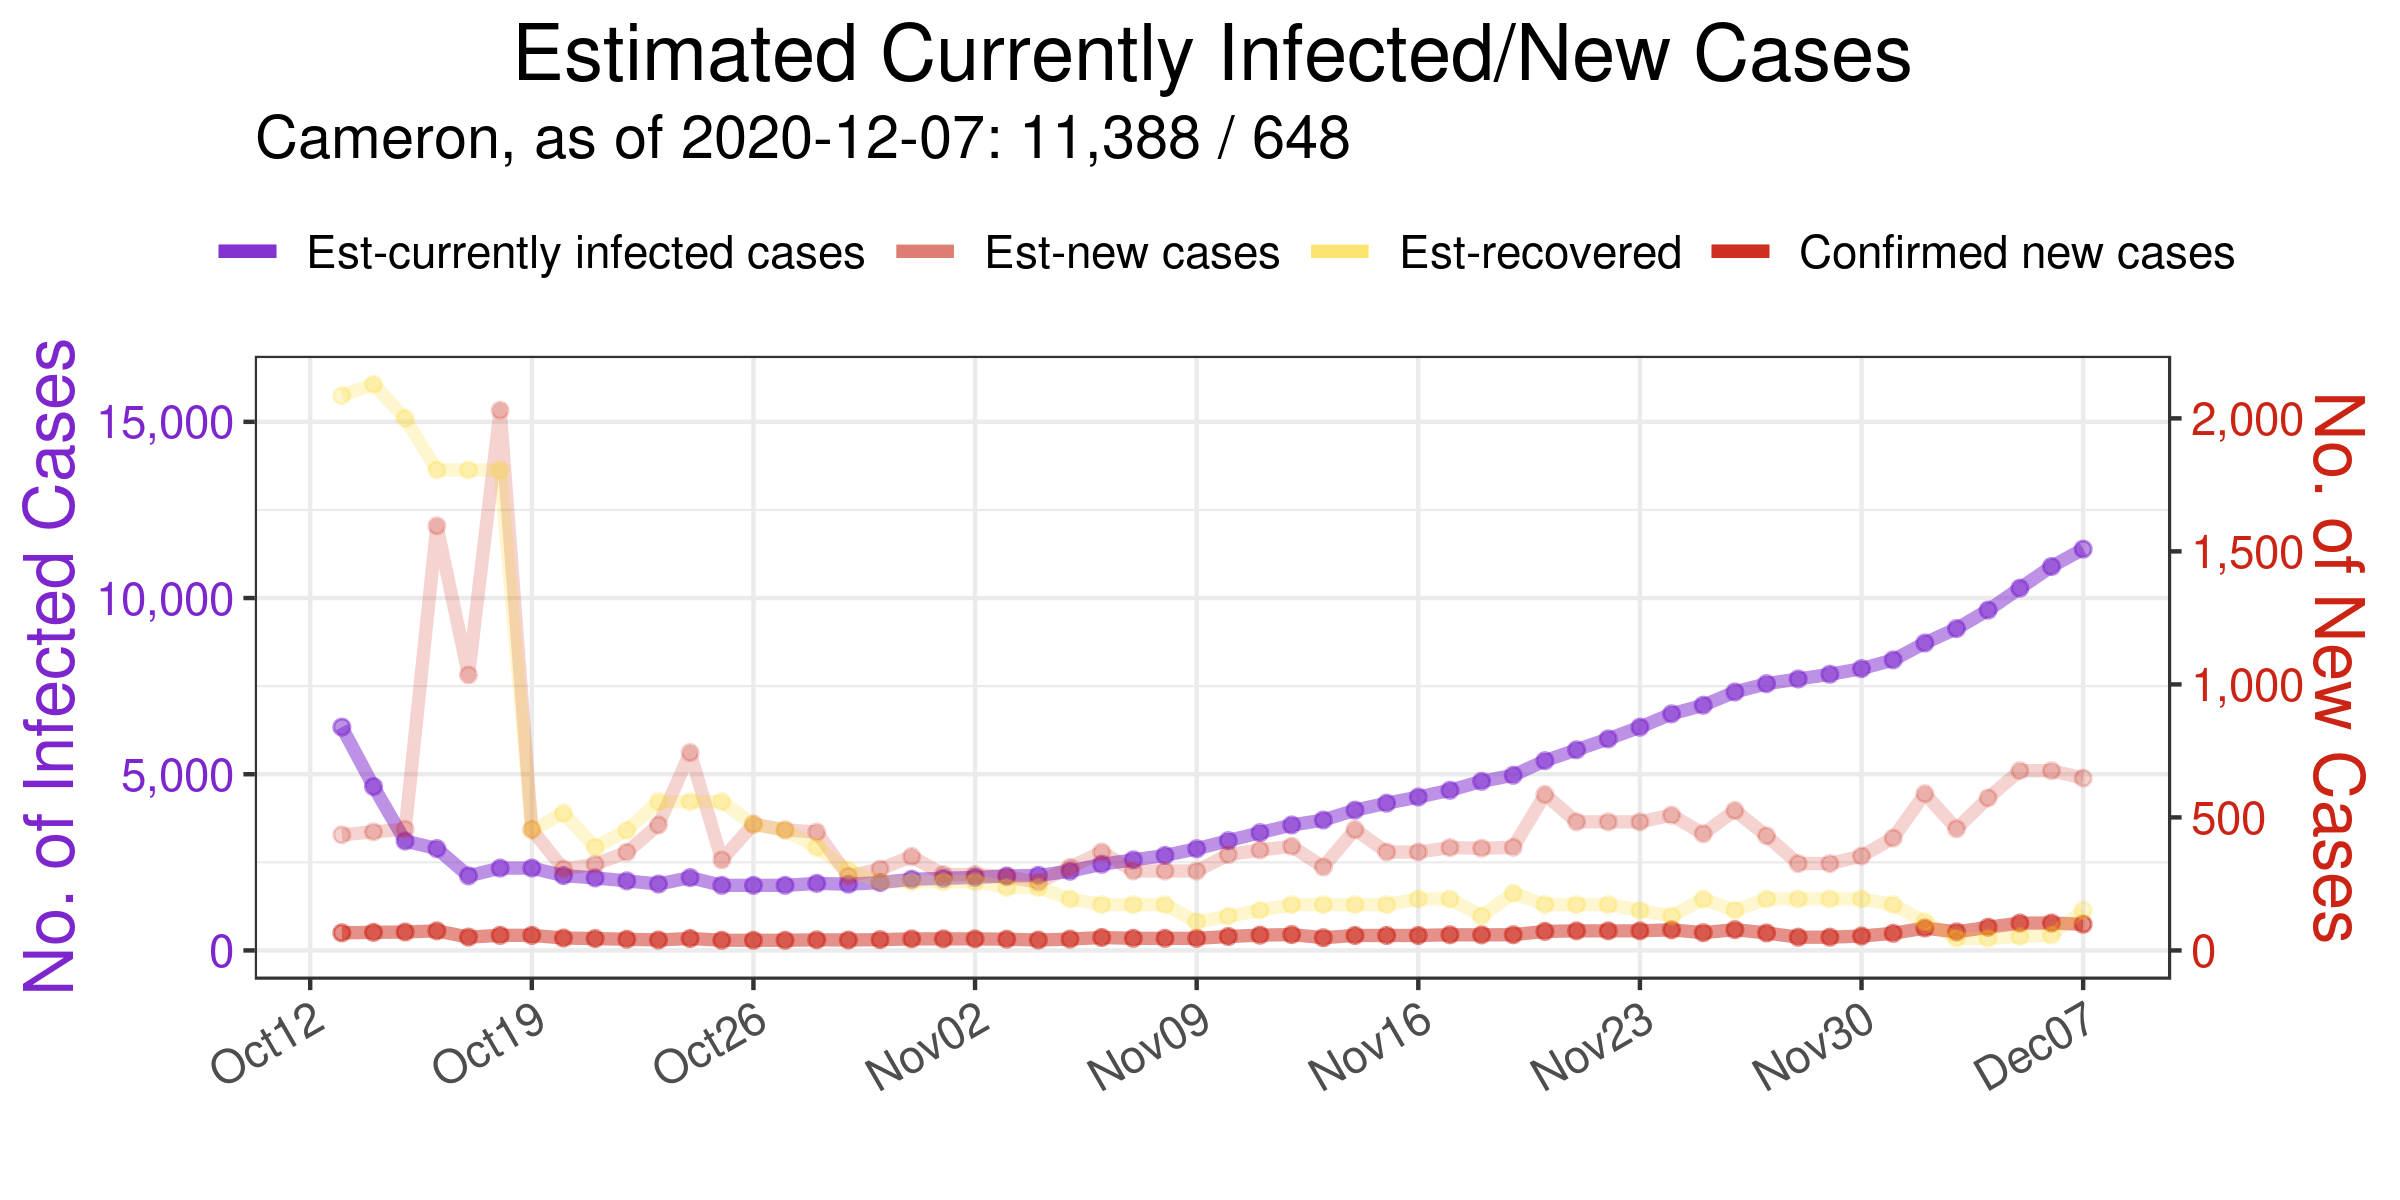 Estimated Currently Infected/New Cases
Cameron, as of 2020-12-07: 11,388 / 648
Est-currently infected cases Est-new cases Est-recovered Confirmed new cases
No. of Infected Cases
15,000
10,000
5,000
0
2,000
1,500
1,000
500
0
No. of New Cases
Oct12 Oct19 Oct26 Nov02 Nov09 Nov16 Nov23 Nov30 Dec07